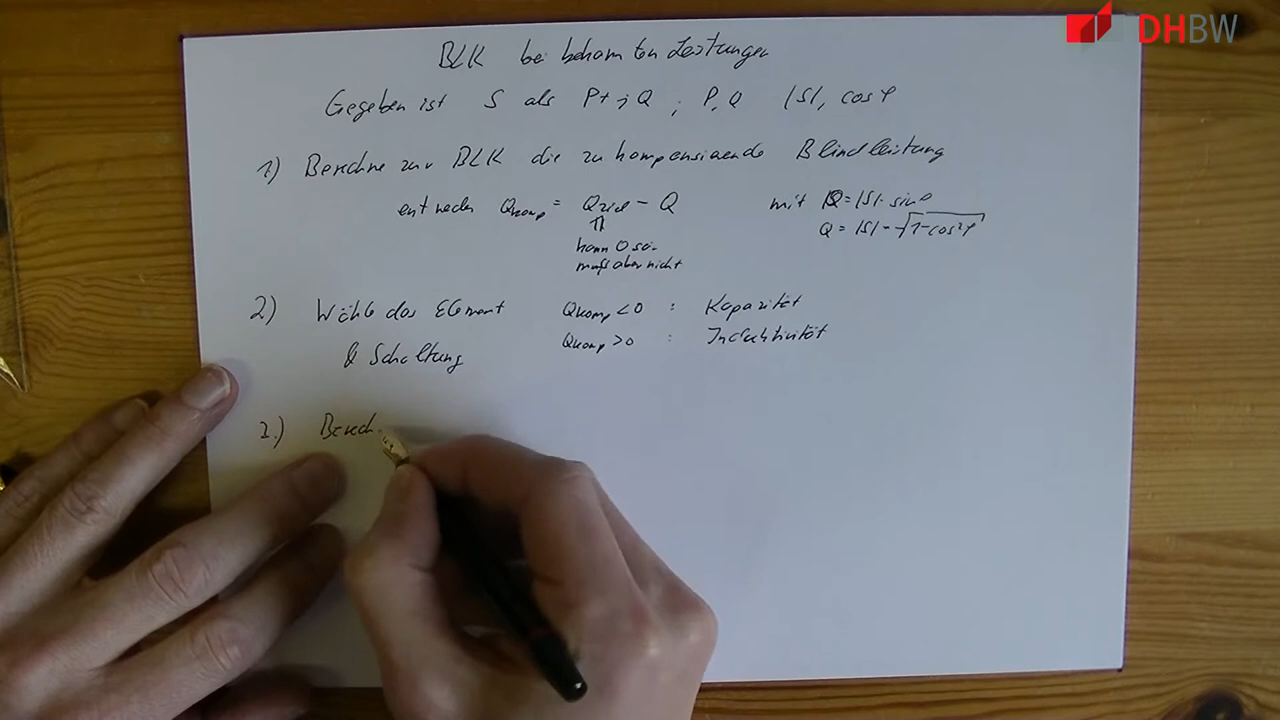 DHBW
BLK bei bekannten Leistungen
Gegeben ist S als P+jQ ; P, Q |S|, cos φ
1) Berechne zur BLK die zu kompensierende Blindleistung
entweder Qkomp = Qziel - Q mit Q = |S| · sin φ
⇑ Q = |S| · √1-cos²φ
kann 0 sein
muß aber nicht
2) Wähle das Element Qkomp < 0 : Kapazität
& Schaltung Qkomp > 0 : Induktivität
2.) Berech